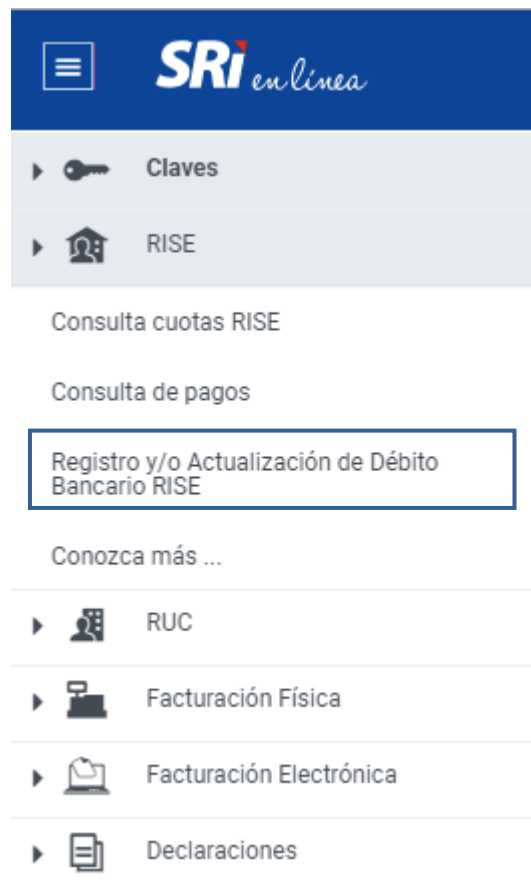 SRi en línea
Claves
RISE
Consulta cuotas RISE
Consulta de pagos
Registro y/o Actualización de Débito
Bancario RISE
Conozca más ...
RUC
Facturación Física
Facturación Electrónica
Declaraciones